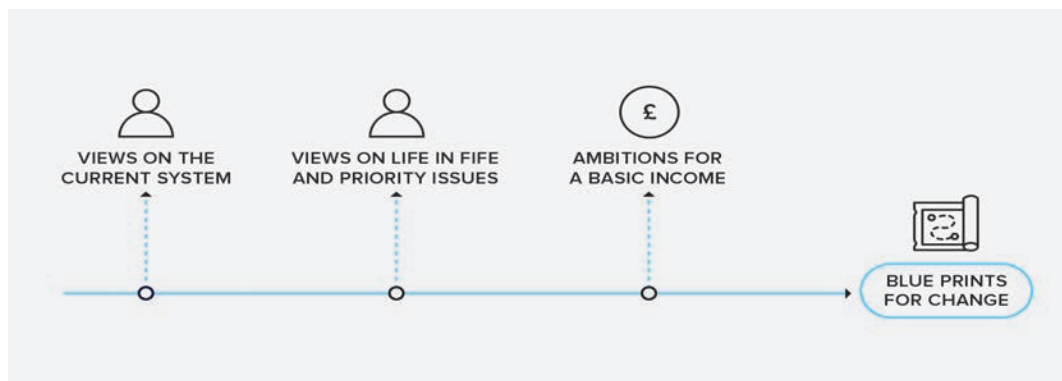 VIEWS ON THE
CURRENT SYSTEM
VIEWS ON LIFE IN FIFE
AND PRIORITY ISSUES
£
AMBITIONS FOR
A BASIC INCOME
BLUE PRINTS
FOR CHANGE